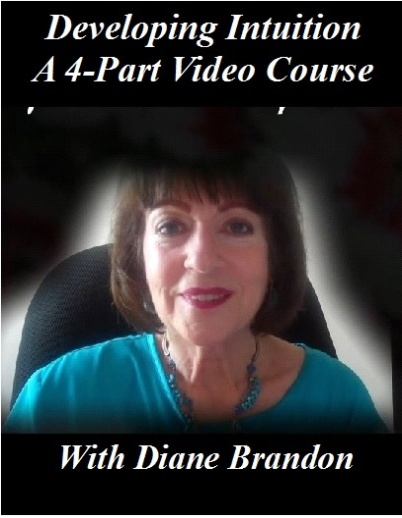 Developing Intuition
A 4-Part Video Course
With Diane Brandon